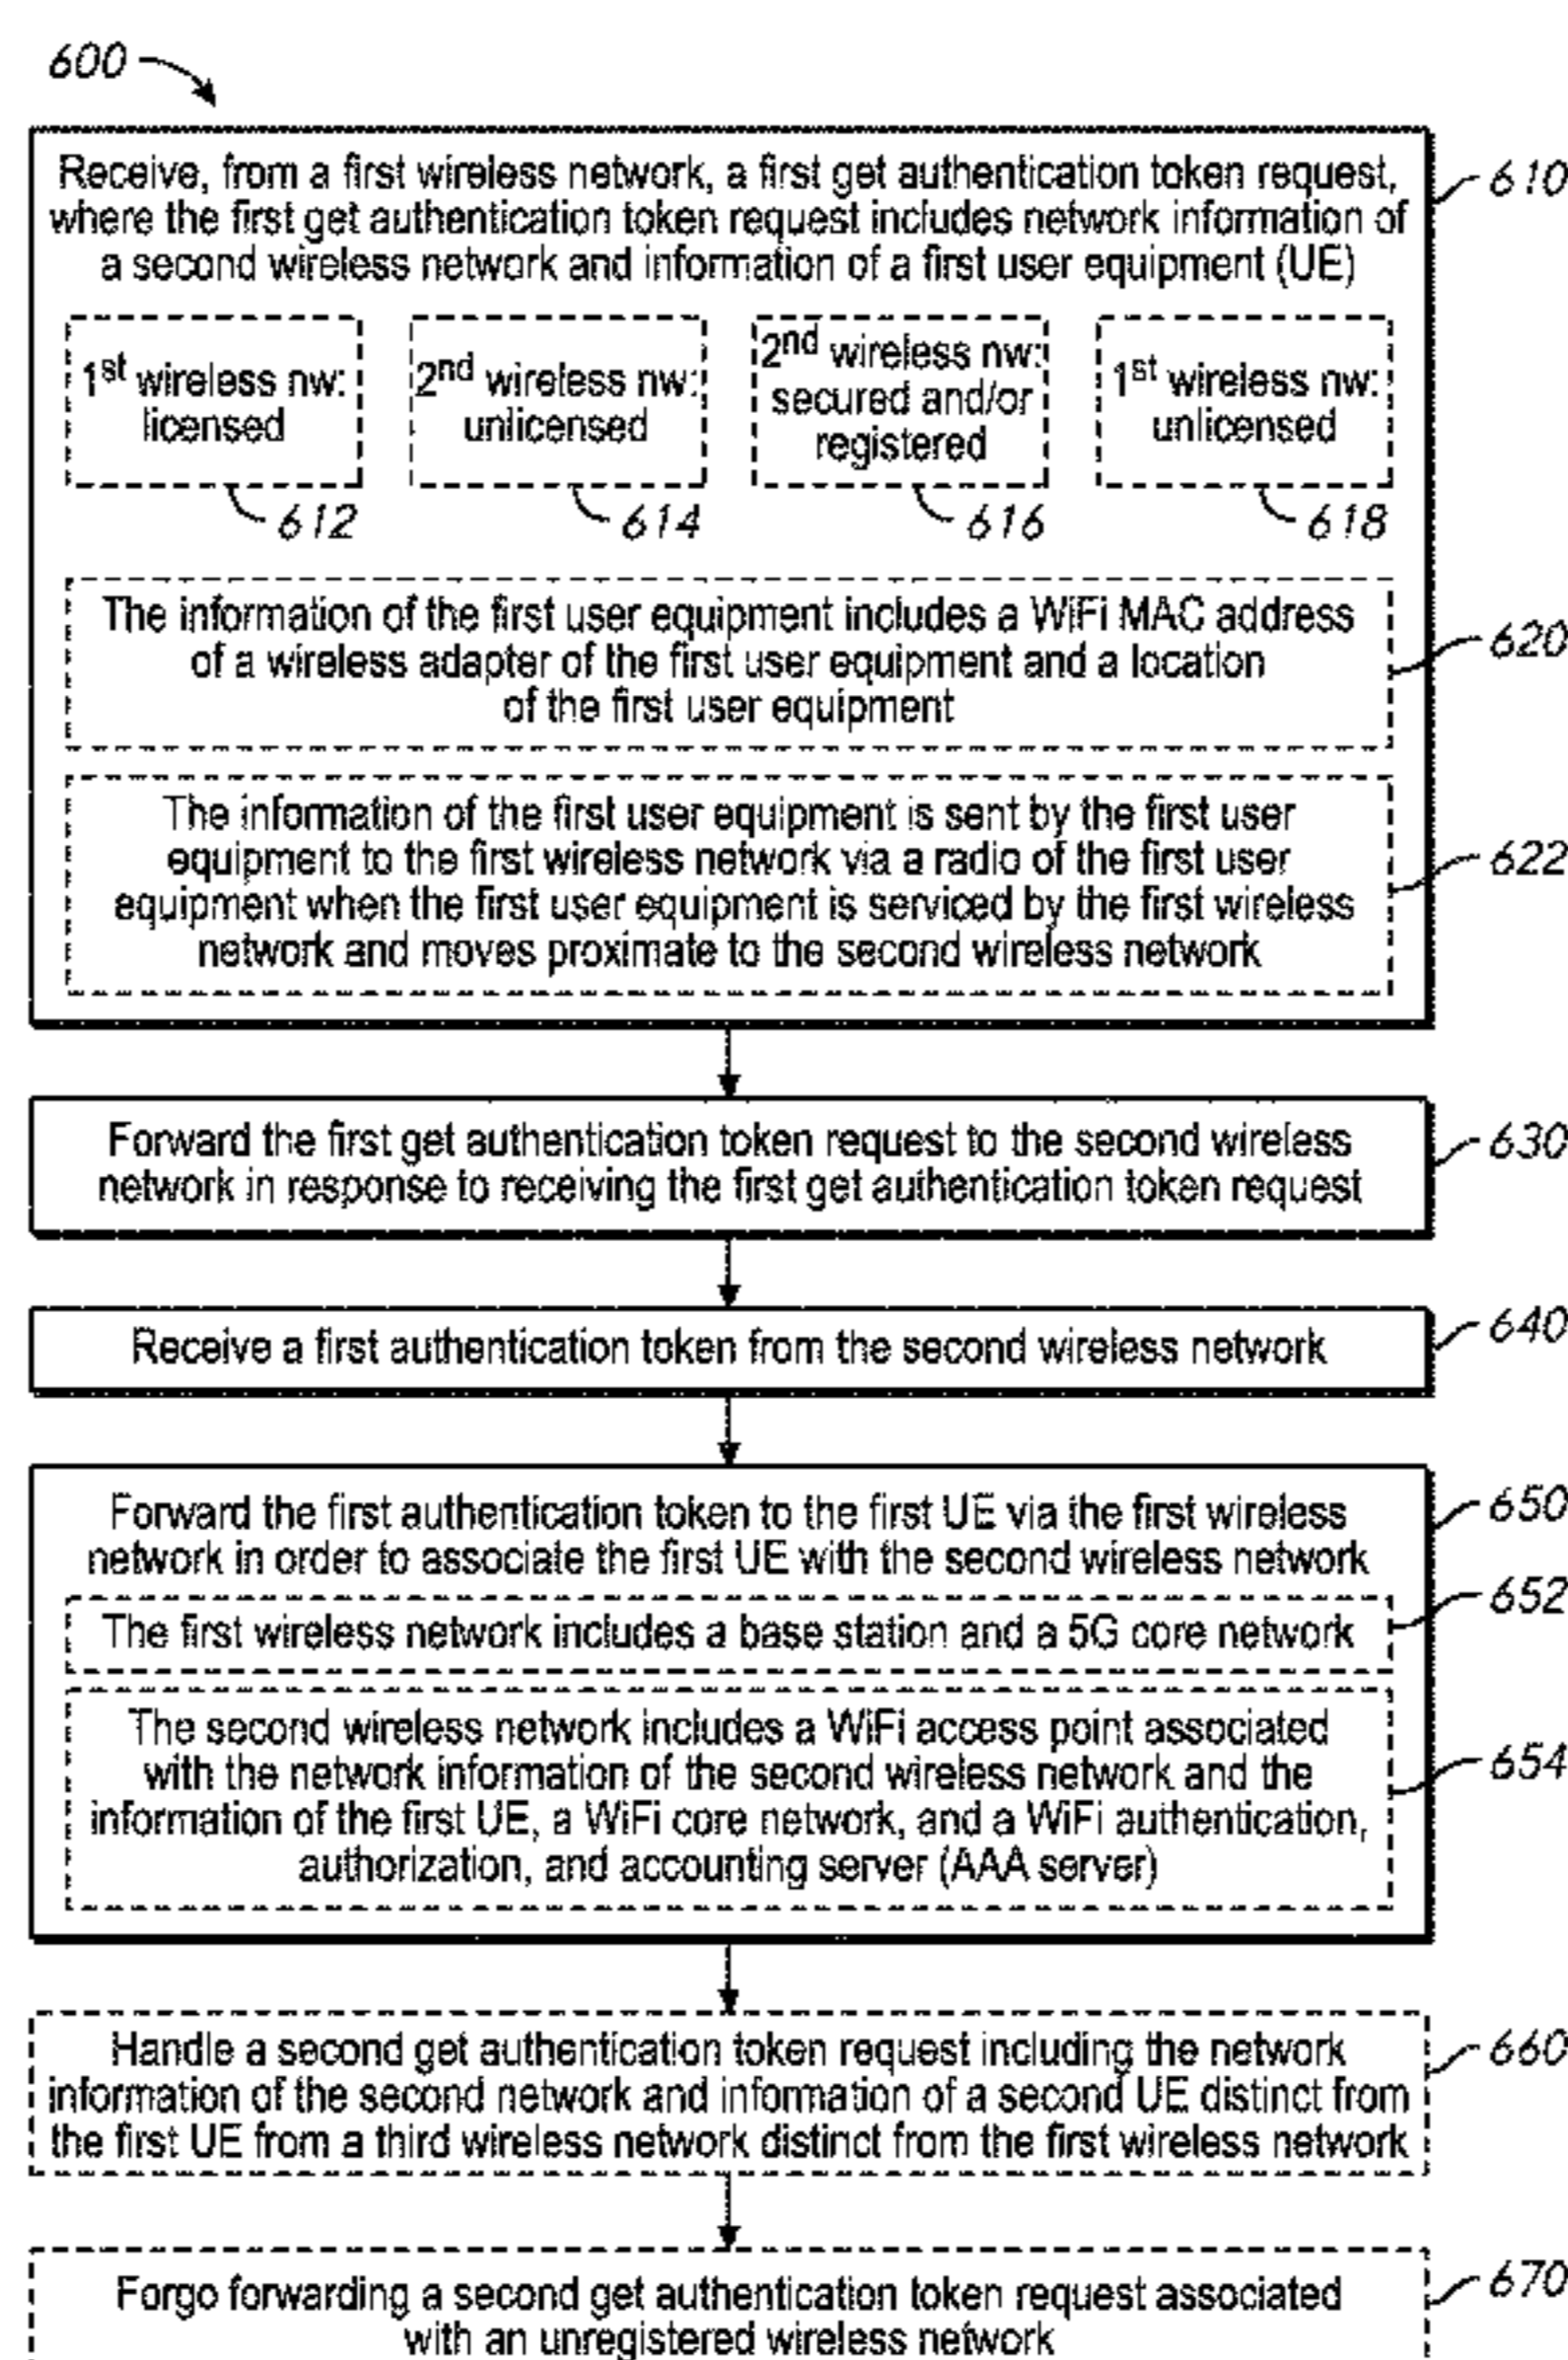 600
Receive, from a first wireless network, a first get authentication token request,
where the first get authentication token request includes network information of
a second wireless network and information of a first user equipment (UE)
610
1st wireless nw:
licensed
612
2nd wireless nw:
unlicensed
614
2nd wireless nw:
secured and/or
registered
616
1st wireless nw:
unlicensed
618
The information of the first user equipment includes a WiFi MAC address
of a wireless adapter of the first user equipment and a location
of the first user equipment
620
The information of the first user equipment is sent by the first user
equipment to the first wireless network via a radio of the first user
equipment when the first user equipment is serviced by the first wireless
network and moves proximate to the second wireless network
622
Forward the first get authentication token request to the second wireless
network in response to receiving the first get authentication token request
630
Receive a first authentication token from the second wireless network
640
Forward the first authentication token to the first UE via the first wireless
network in order to associate the first UE with the second wireless network
650
The first wireless network includes a base station and a 5G core network
652
The second wireless network includes a WiFi access point associated
with the network information of the second wireless network and the
information of the first UE, a WiFi core network, and a WiFi authentication,
authorization, and accounting server (AAA server)
654
Handle a second get authentication token request including the network
information of the second network and information of a second UE distinct from
the first UE from a third wireless network distinct from the first wireless network
660
Forgo forwarding a second get authentication token request associated
with an unregistered wireless network
670